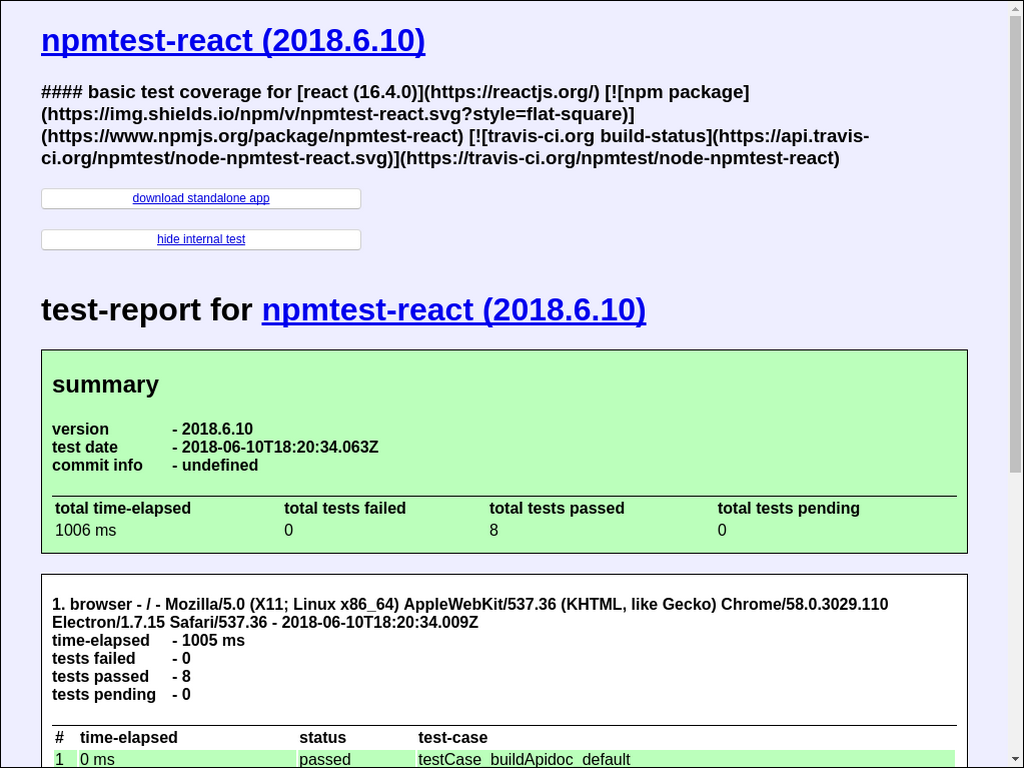 npmtest-react (2018.6.10)
#### basic test coverage for [react (16.4.0)](https://reactjs.org/) [![npm package]
(https://img.shields.io/npm/v/npmtest-react.svg?style=flat-square)]
(https://www.npmjs.org/package/npmtest-react) [![travis-ci.org build-status](https://api.travis-
ci.org/npmtest/node-npmtest-react.svg)](https://travis-ci.org/npmtest/node-npmtest-react)
download standalone app
hide internal test
test-report for npmtest-react (2018.6.10)
summary
version - 2018.6.10
test date - 2018-06-10T18:20:34.063Z
commit info - undefined
total time-elapsed total tests failed total tests passed total tests pending
1006 ms 0 8 0
1. browser - / - Mozilla/5.0 (X11; Linux x86_64) AppleWebKit/537.36 (KHTML, like Gecko) Chrome/58.0.3029.110
Electron/1.7.15 Safari/537.36 - 2018-06-10T18:20:34.009Z
time-elapsed - 1005 ms
tests failed - 0
tests passed - 8
tests pending - 0
# time-elapsed status test-case
1 0 ms passed testCase_buildApidoc_default